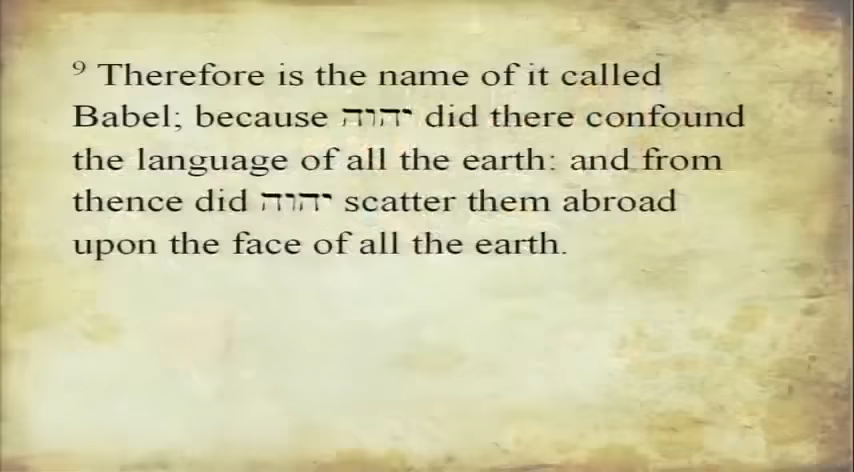 9 Therefore is the name of it called
Babel; because יהוה did there confound
the language of all the earth: and from
thence did יהוה scatter them abroad
upon the face of all the earth.